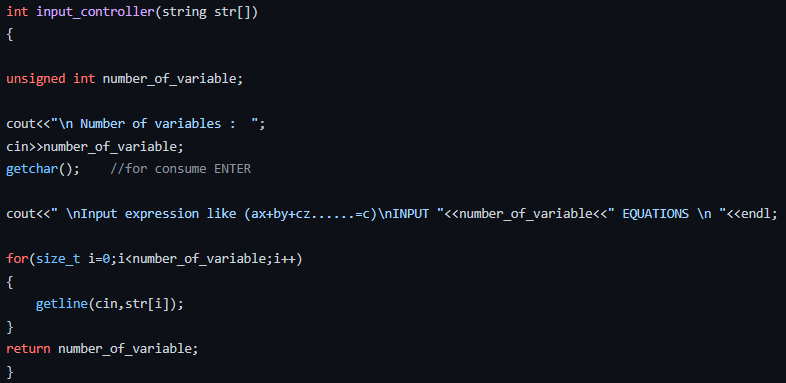 int input_controller(string str[])
{
unsigned int number_of_variable;
cout<<"\n Number of variables :  ";
cin>>number_of_variable;
getchar();    //for consume ENTER
cout<<" \nInput expression like (ax+by+cz......=c)\nINPUT "<<number_of_variable<<" EQUATIONS \n "<<endl;
for(size_t i=0;i<number_of_variable;i++)
{
    getline(cin,str[i]);
}
return number_of_variable;
}